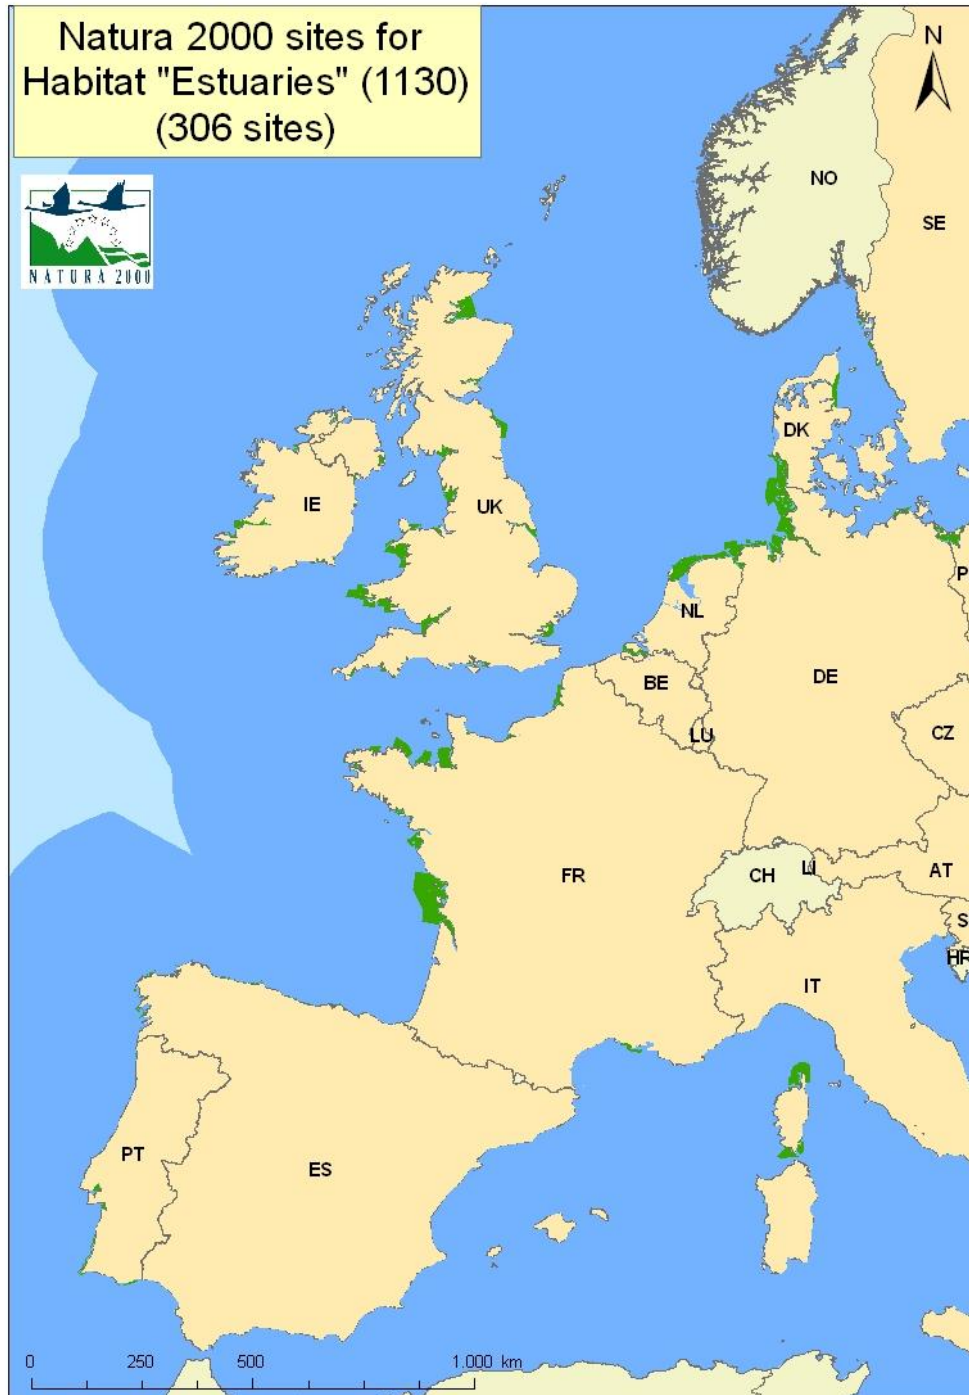 Natura 2000 sites for
Habitat "Estuaries" (1130)
(306 sites)
N
NATURA 2000
NO
SE
DK
IE
UK
NL
P
BE
DE
LU
CZ
FR
CH
LI
AT
S
HR
IT
PT
ES
0 250 500 1.000 km